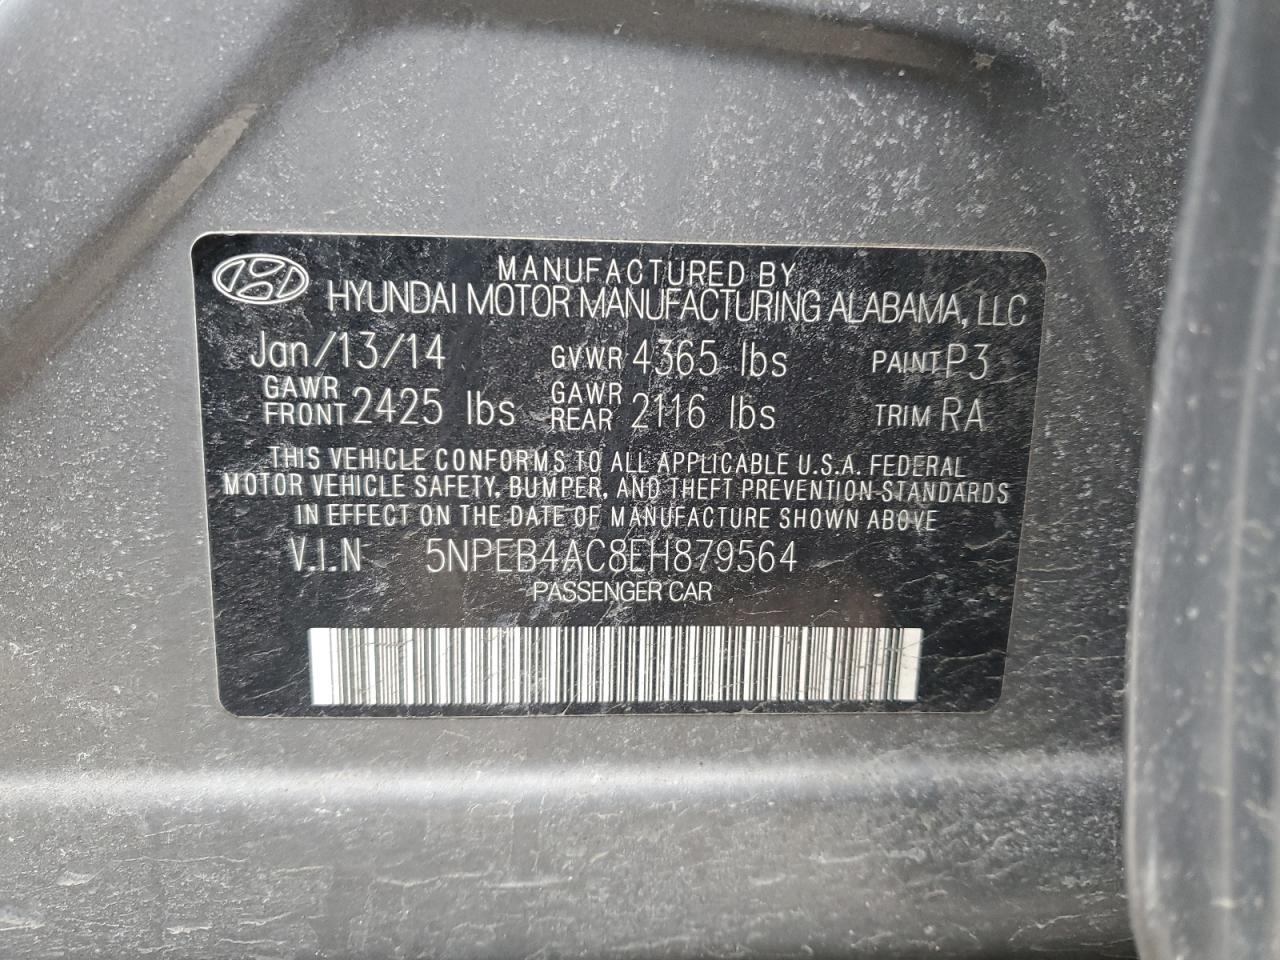 MANUFACTURED BY
HYUNDAI MOTOR MANUFACTURING ALABAMA, LLC
Jan/13/14 GVWR 4365 lbs PAINT P3
GAWR FRONT 2425 lbs GAWR REAR 2116 lbs TRIM RA
THIS VEHICLE CONFORMS TO ALL APPLICABLE U.S.A. FEDERAL
MOTOR VEHICLE SAFETY, BUMPER, AND THEFT PREVENTION STANDARDS
IN EFFECT ON THE DATE OF MANUFACTURE SHOWN ABOVE
V.I.N 5NPEB4AC8EH879564
PASSENGER CAR